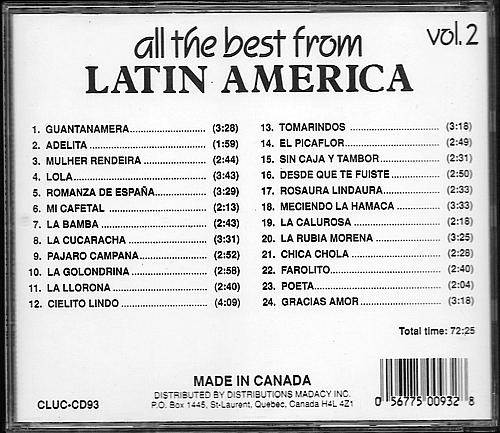 all the best from vol. 2
LATIN AMERICA
1. GUANTANAMERA (3:28)
2. ADELITA (1:59)
3. MULHER RENDEIRA (2:44)
4. LOLA (3:43)
5. ROMANZA DE ESPAÑA (3:29)
6. MI CAFETAL (2:13)
7. LA BAMBA (2:43)
8. LA CUCARACHA (3:31)
9. PAJARO CAMPANA (2:52)
10. LA GOLONDRINA (2:58)
11. LA LLORONA (2:40)
12. CIELITO LINDO (4:09)
13. TOMARINDOS (3:18)
14. EL PICAFLOR (2:49)
15. SIN CAJA Y TAMBOR (2:31)
16. DESDE QUE TE FUISTE (2:50)
17. ROSAURA LINDAURA (2:33)
18. MECIENDO LA HAMACA (3:33)
19. LA CALUROSA (2:18)
20. LA RUBIA MORENA (3:25)
21. CHICA CHOLA (2:28)
22. FAROLITO (2:40)
23. POETA (2:04)
24. GRACIAS AMOR (3:18)
Total time: 72:25
MADE IN CANADA
DISTRIBUTED BY DISTRIBUTIONS MADACY INC.
P.O. Box 1445, St-Laurent, Quebec, Canada H4L 4Z1
CLUC-CD93
0 56775 00932 8